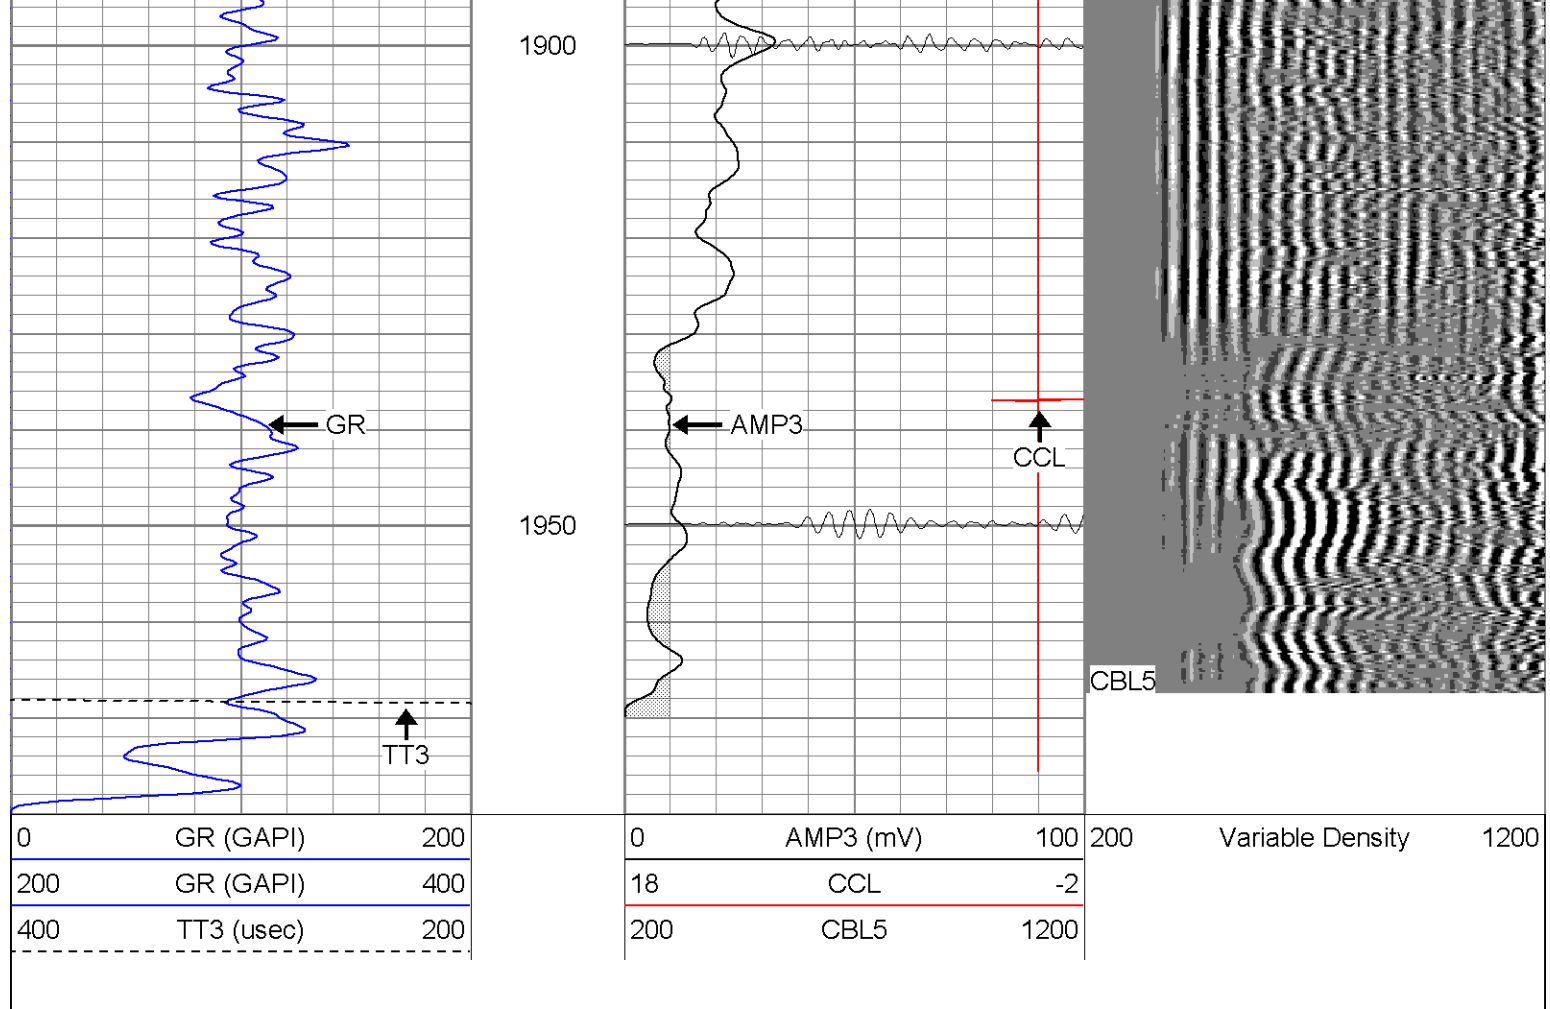 1900
GR
AMP3
CCL
1950
CBL5
TT3
0 GR (GAPI) 200
200 GR (GAPI) 400
400 TT3 (usec) 200
0 AMP3 (mV) 100
18 CCL -2
200 CBL5 1200
200 Variable Density 1200